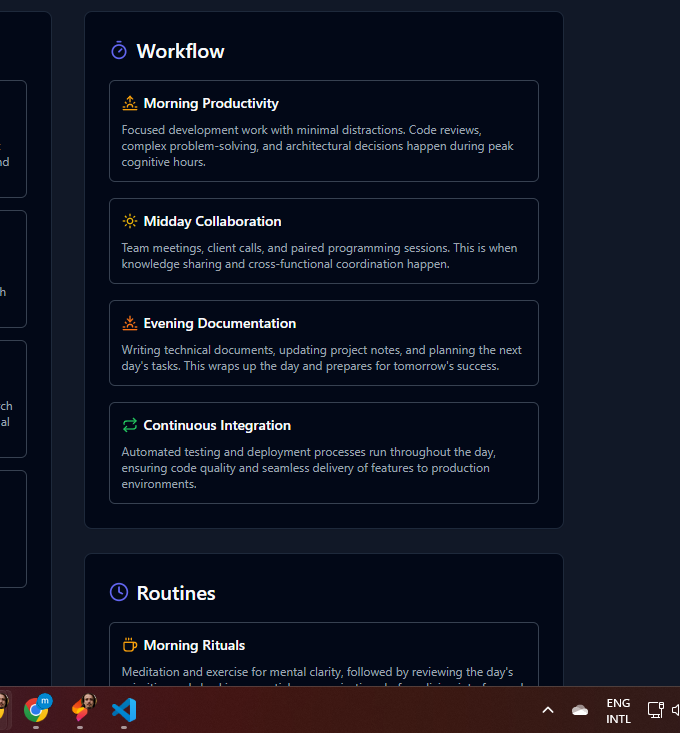 Workflow
Morning Productivity
Focused development work with minimal distractions. Code reviews,
complex problem-solving, and architectural decisions happen during peak
cognitive hours.
Midday Collaboration
Team meetings, client calls, and paired programming sessions. This is when
knowledge sharing and cross-functional coordination happen.
Evening Documentation
Writing technical documents, updating project notes, and planning the next
day's tasks. This wraps up the day and prepares for tomorrow's success.
Continuous Integration
Automated testing and deployment processes run throughout the day,
ensuring code quality and seamless delivery of features to production
environments.
Routines
Morning Rituals
Meditation and exercise for mental clarity, followed by reviewing the day's
m
ENG
INTL